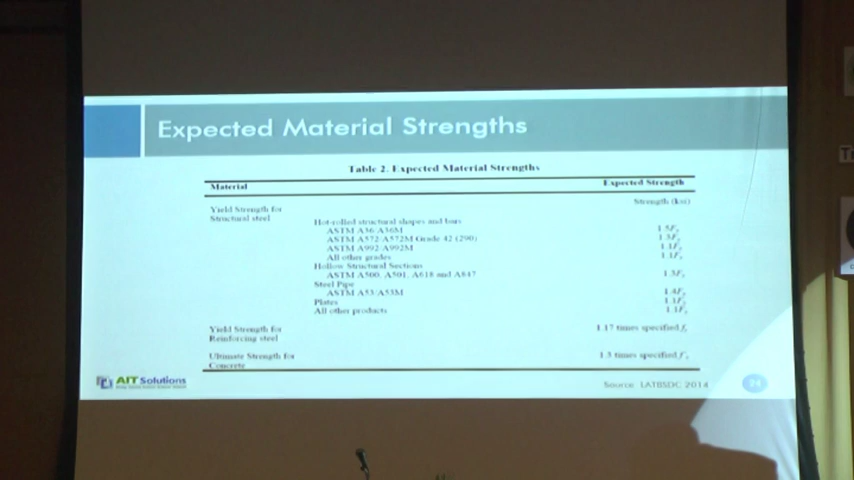 Expected Material Strengths
Table 2. Expected Material Strengths
Material Expected Strength
Strength (ksi)
Yield Strength for
Structural steel
Hot-rolled structural shapes and bars
ASTM A36/A36M 1.5Fy
ASTM A572/A572M Grade 42 (290) 1.3Fy
ASTM A992/A992M 1.1Fy
All other grades 1.1Fy
Hollow Structural Sections
ASTM A500, A501, A618 and A847 1.3Fy
Steel Pipe
ASTM A53/A53M 1.4Fy
Plates 1.1Fy
All other products 1.1Fy
Yield Strength for
Reinforcing steel
1.17 times specified fy
Ultimate Strength for
Concrete
1.3 times specified f'c
AIT Solutions
Source: LATBSDC 2014